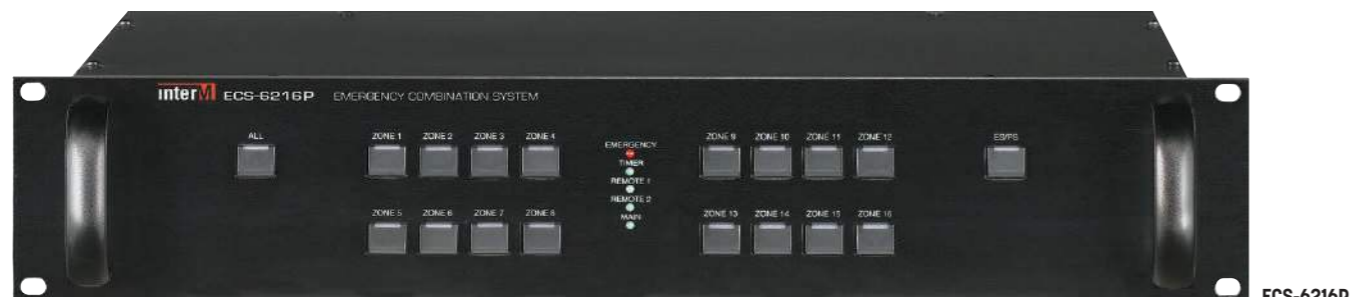 interM ECS-6216P EMERGENCY COMBINATION SYSTEM
ALL
ZONE 1 ZONE 2 ZONE 3 ZONE 4
EMERGENCY
TIMER
REMOTE 1
REMOTE 2
MAIN
ZONE 9 ZONE 10 ZONE 11 ZONE 12
ES/PS
ZONE 5 ZONE 6 ZONE 7 ZONE 8
ZONE 13 ZONE 14 ZONE 15 ZONE 16
ECS-6216P